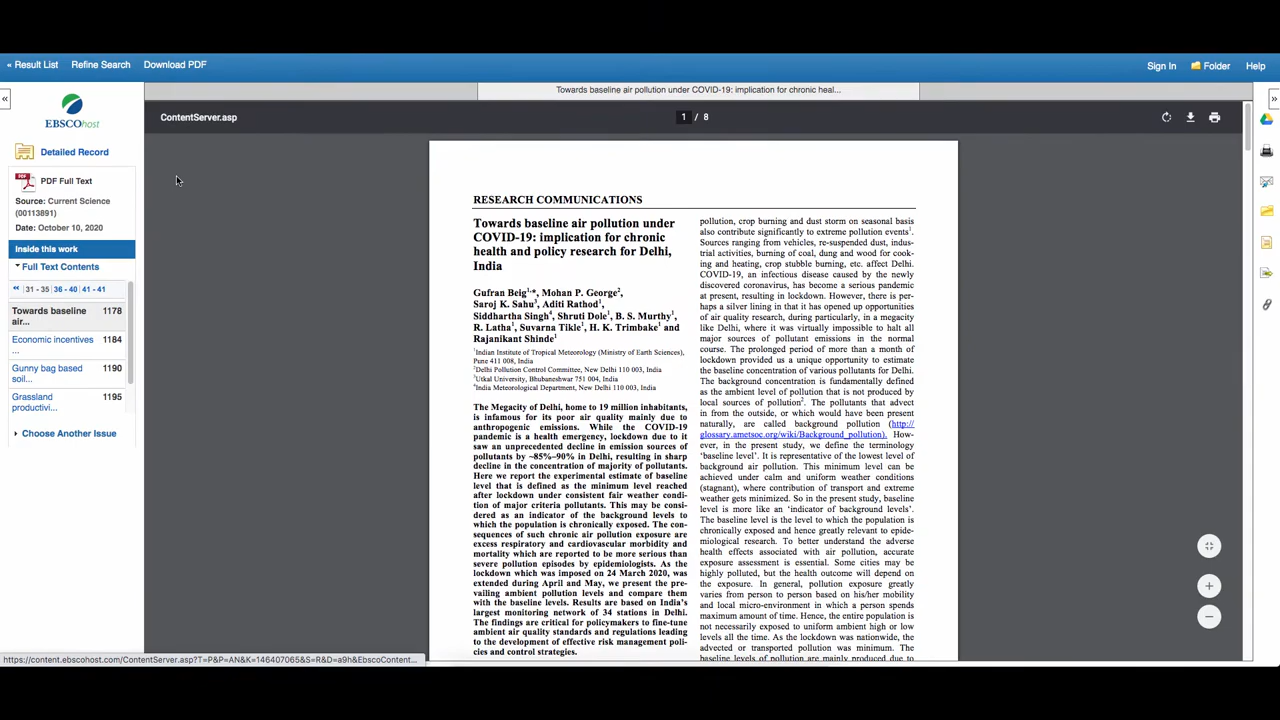 « Result List Refine Search Download PDF Sign In Folder Help
« Towards baseline air pollution under COVID-19: implication for chronic heal... »
EBSCOhost
Detailed Record
PDF Full Text
Source: Current Science
(00113891)
Date: October 10, 2020
Inside this work
Full Text Contents
31 - 35 36 - 40 41 - 41
Towards baseline
air...
1178
Economic incentives
...
1184
Gunny bag based
soil...
1190
Grassland
productivi...
1195
Choose Another Issue
ContentServer.asp 1 / 8
RESEARCH COMMUNICATIONS
Towards baseline air pollution under
COVID-19: implication for chronic
health and policy research for Delhi,
India
Gufran Beig1,*, Mohan P. George2,
Saroj K. Sahu3, Aditi Rathod1,
Siddhartha Singh4, Shruti Dole1, B. S. Murthy1,
R. Latha1, Suvarna Tikle1, H. K. Trimbake1 and
Rajanikant Shinde1
1Indian Institute of Tropical Meteorology (Ministry of Earth Sciences),
Pune 411 008, India
2Delhi Pollution Control Committee, New Delhi 110 003, India
3Utkal University, Bhubaneshwar 751 004, India
4India Meteorological Department, New Delhi 110 003, India
The Megacity of Delhi, home to 19 million inhabitants,
is infamous for its poor air quality mainly due to
anthropogenic emissions. While the COVID-19
pandemic is a health emergency, lockdown due to it
saw an unprecedented decline in emission sources of
pollutants by ~85%–90% in Delhi, resulting in sharp
decline in the concentration of majority of pollutants.
Here we report the experimental estimate of baseline
level that is defined as the minimum level reached
after lockdown under consistent fair weather condi-
tion of major criteria pollutants. This may be consi-
dered as an indicator of the background levels to
which the population is chronically exposed. The con-
sequences of such chronic air pollution exposure are
excess respiratory and cardiovascular morbidity and
mortality which are reported to be more serious than
severe pollution episodes by epidemiologists. As the
lockdown which was imposed on 24 March 2020, was
extended during April and May, we present the pre-
vailing ambient pollution levels and compare them
with the baseline levels. Results are based on India's
largest monitoring network of 34 stations in Delhi.
The findings are critical for policymakers to fine-tune
ambient air quality standards and regulations leading
to the development of effective risk management poli-
cies and control strategies.
pollution, crop burning and dust storm on seasonal basis
also contribute significantly to extreme pollution events1.
Sources ranging from vehicles, re-suspended dust, indus-
trial activities, burning of coal, dung and wood for cook-
ing and heating, crop stubble burning, etc. affect Delhi.
COVID-19, an infectious disease caused by the newly
discovered coronavirus, has become a serious pandemic
at present, resulting in lockdown. However, there is per-
haps a silver lining in that it has opened up opportunities
of air quality research, during particularly, in a megacity
like Delhi, where it was virtually impossible to halt all
major sources of pollutant emissions in the normal
course. The prolonged period of more than a month of
lockdown provided us a unique opportunity to estimate
the baseline concentration of various pollutants for Delhi.
The background concentration is fundamentally defined
as the ambient level of pollution that is not produced by
local sources of pollution2. The pollutants that advect
in from the outside, or which would have been present
naturally, are called background pollution (http://
glossary.ametsoc.org/wiki/Background_pollution). How-
ever, in the present study, we define the terminology
'baseline level'. It is representative of the lowest level of
background air pollution. This minimum level can be
achieved under calm and uniform weather conditions
(stagnant), where contribution of transport and extreme
weather gets minimized. So in the present study, baseline
level is more like an 'indicator of background levels'.
The baseline level is the level to which the population is
chronically exposed and hence greatly relevant to epide-
miological research. To better understand the adverse
health effects associated with air pollution, accurate
exposure assessment is essential. Some cities may be
highly polluted, but the health outcome will depend on
the exposure. In general, pollution exposure greatly
varies from person to person based on his/her mobility
and local micro-environment in which a person spends
maximum amount of time. Hence, the entire population is
not necessarily exposed to uniform ambient high or low
levels all the time. As the lockdown was nationwide, the
advected or transported pollution was minimum. The
baseline levels of pollution are mainly produced due to
https://content.ebscohost.com/ContentServer.asp?T=P&P=AN&K=146407065&S=R&D=a9h&EbscoContent...